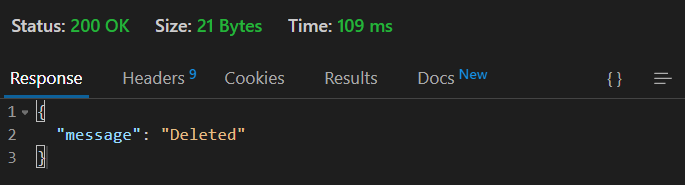 Status: 200 OK Size: 21 Bytes Time: 109 ms
Response Headers 9 Cookies Results Docs New {} 
1 {
2 "message": "Deleted"
3 }